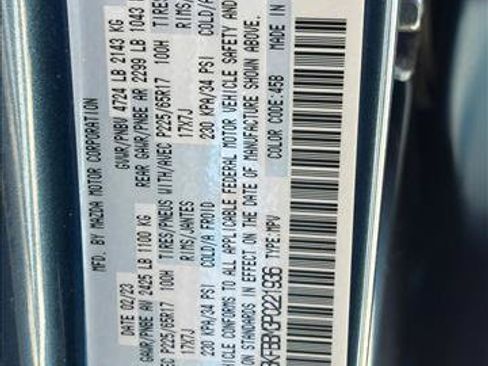 MFD. BY MAZDA MOTOR CORPORATION
DATE 02/23 GVWR/PNBV 4724 LB 2143 KG
GAWR/PNBE AV 2425 LB 1100 KG REAR GAWR/PNBE AR 2299 LB 1043
P225/65R17 100H TIRES/PNEUS WITH/AVEC P225/65R17 100H TIRES
17X7J RIMS/JANTES 17X7J RIMS/
230 KPA/34 PSI COLD/A FROID 230 KPA/34 PSI COLD/A
VEHICLE CONFORMS TO ALL APPLICABLE FEDERAL MOTOR VEHICLE SAFETY AND
STANDARDS IN EFFECT ON THE DATE OF MANUFACTURE SHOWN ABOVE.
KFBBM3P0221936 TYPE:MPV COLOR CODE:45B MADE IN